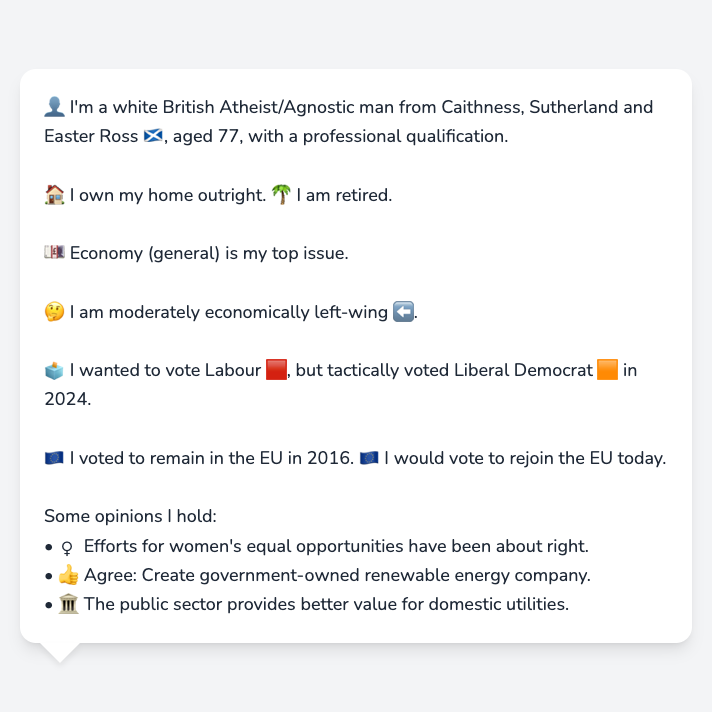 👤 I'm a white British Atheist/Agnostic man from Caithness, Sutherland and
Easter Ross 🏴󠁧󠁢󠁳󠁣󠁴󠁿, aged 77, with a professional qualification.
🏠 I own my home outright. 🌴 I am retired.
💷 Economy (general) is my top issue.
🤔 I am moderately economically left-wing ⬅️.
🗳️ I wanted to vote Labour 🟥, but tactically voted Liberal Democrat 🟧 in
2024.
🇪🇺 I voted to remain in the EU in 2016. 🇪🇺 I would vote to rejoin the EU today.
Some opinions I hold:
• ♀ Efforts for women's equal opportunities have been about right.
• 👍 Agree: Create government-owned renewable energy company.
• 🏛️ The public sector provides better value for domestic utilities.